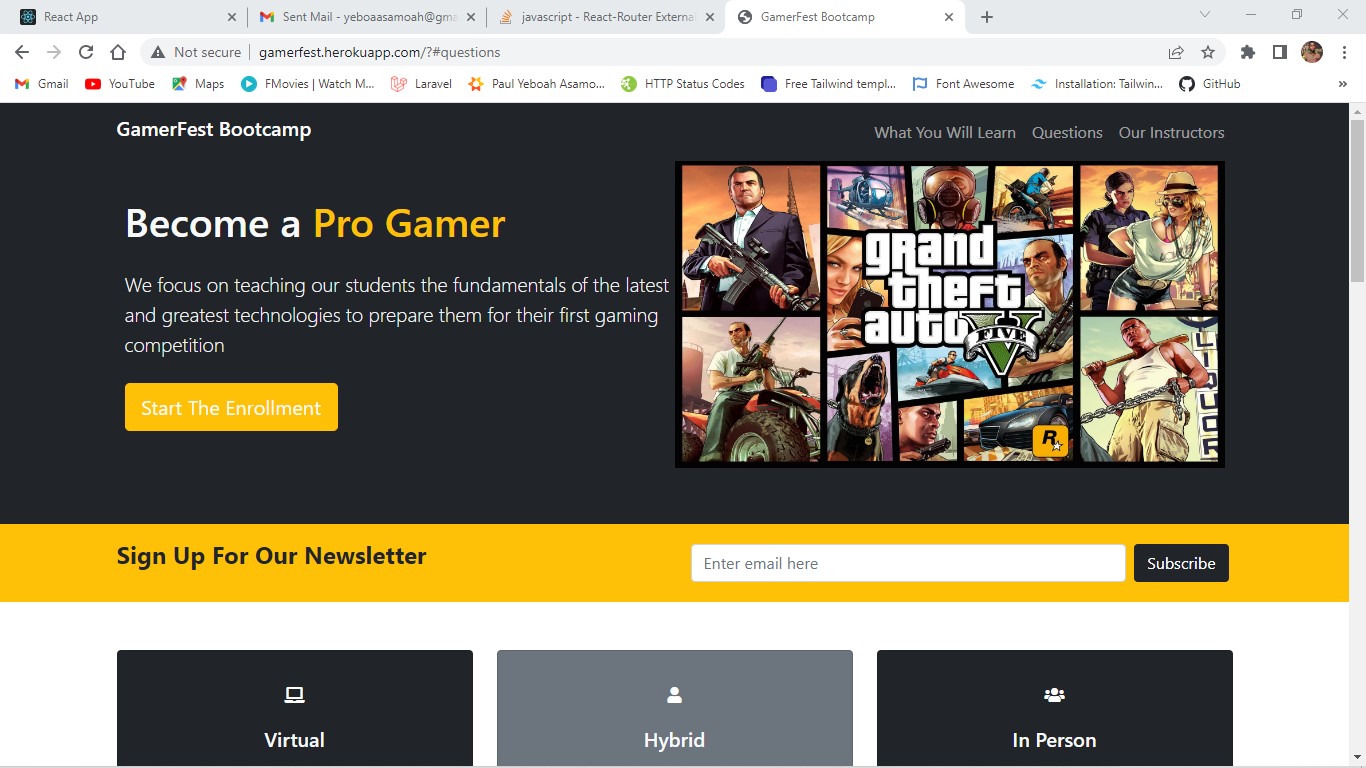 React App
Sent Mail - yeboaasamoah@gma
javascript - React-Router Externa
GamerFest Bootcamp
Not secure
gamerfest.herokuapp.com/?#questions
Gmail
YouTube
Maps
FMovies | Watch M...
Laravel
Paul Yeboah Asamo...
HTTP Status Codes
Free Tailwind templ...
Font Awesome
Installation: Tailwin...
GitHub
»
GamerFest Bootcamp
What You Will Learn
Questions
Our Instructors
Become a Pro Gamer
We focus on teaching our students the fundamentals of the latest
and greatest technologies to prepare them for their first gaming
competition
Start The Enrollment
grand
theft
auto
FIVE
V
R
LIQUOR
Sign Up For Our Newsletter
Enter email here
Subscribe
Virtual
Hybrid
In Person